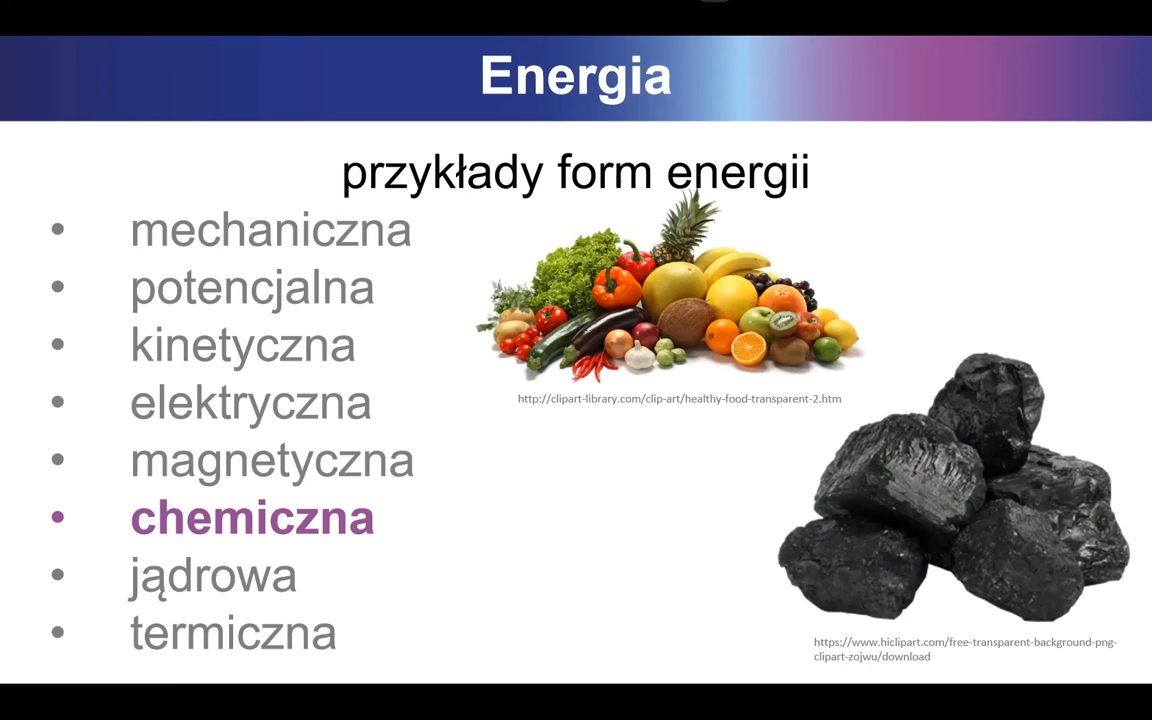 Energia
przykłady form energii
• mechaniczna
• potencjalna
• kinetyczna
• elektryczna
• magnetyczna
• chemiczna
• jądrowa
• termiczna
http://clipart-library.com/clip-art/healthy-food-transparent-2.htm
https://www.hiclipart.com/free-transparent-background-png-
clipart-zojwu/download